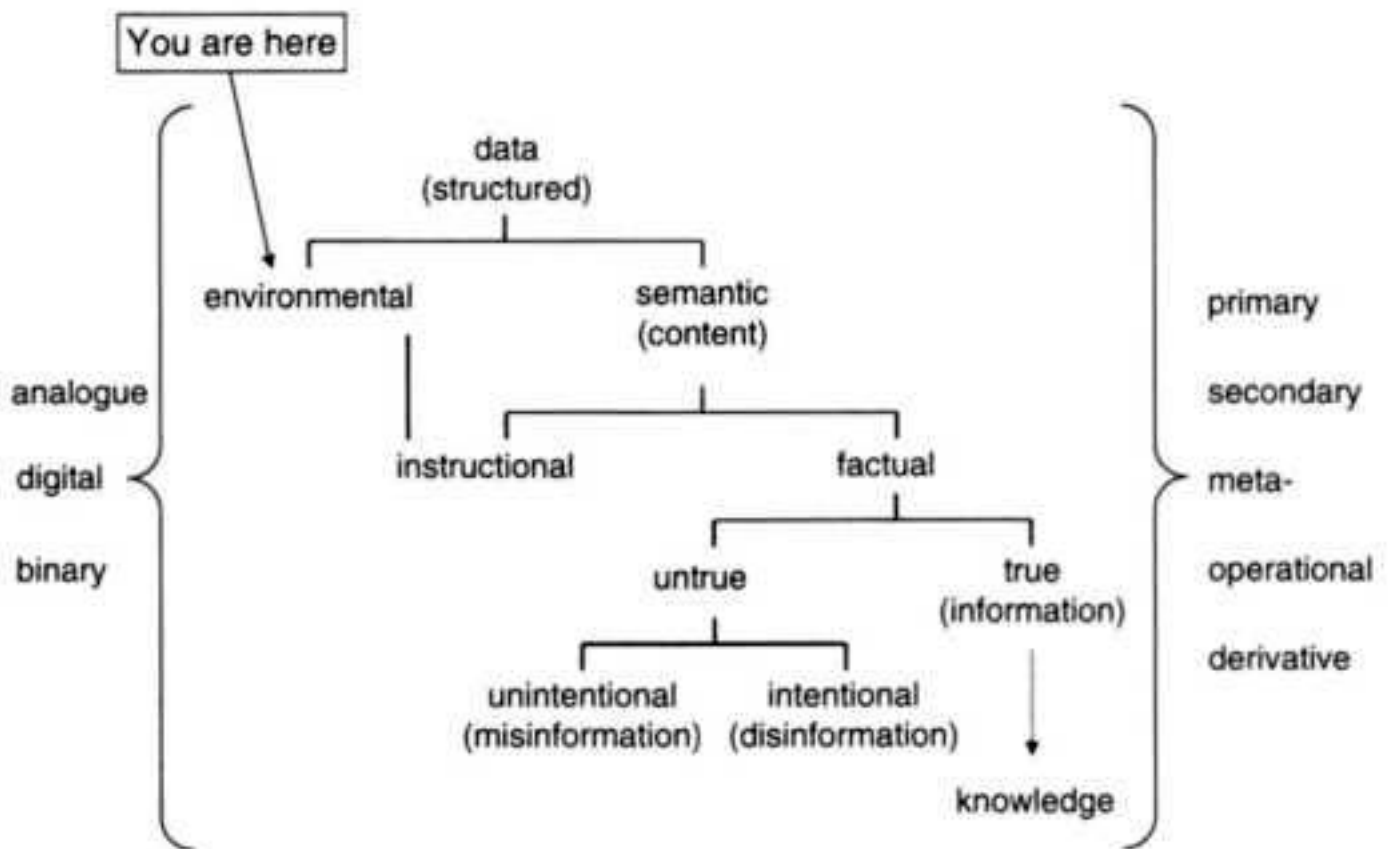 You are here
data
(structured)
environmental
semantic
(content)
primary
analogue
secondary
instructional
factual
digital
meta-
binary
untrue
true
(information)
operational
derivative
unintentional
(misinformation)
intentional
(disinformation)
knowledge